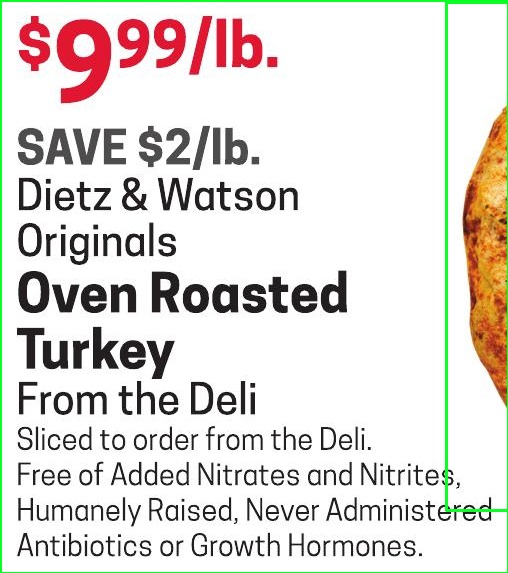 $9 99/lb.
SAVE $2/lb.
Dietz & Watson
Originals
Oven Roasted
Turkey
From the Deli
Sliced to order from the Deli.
Free of Added Nitrates and Nitrites,
Humanely Raised, Never Administered
Antibiotics or Growth Hormones.